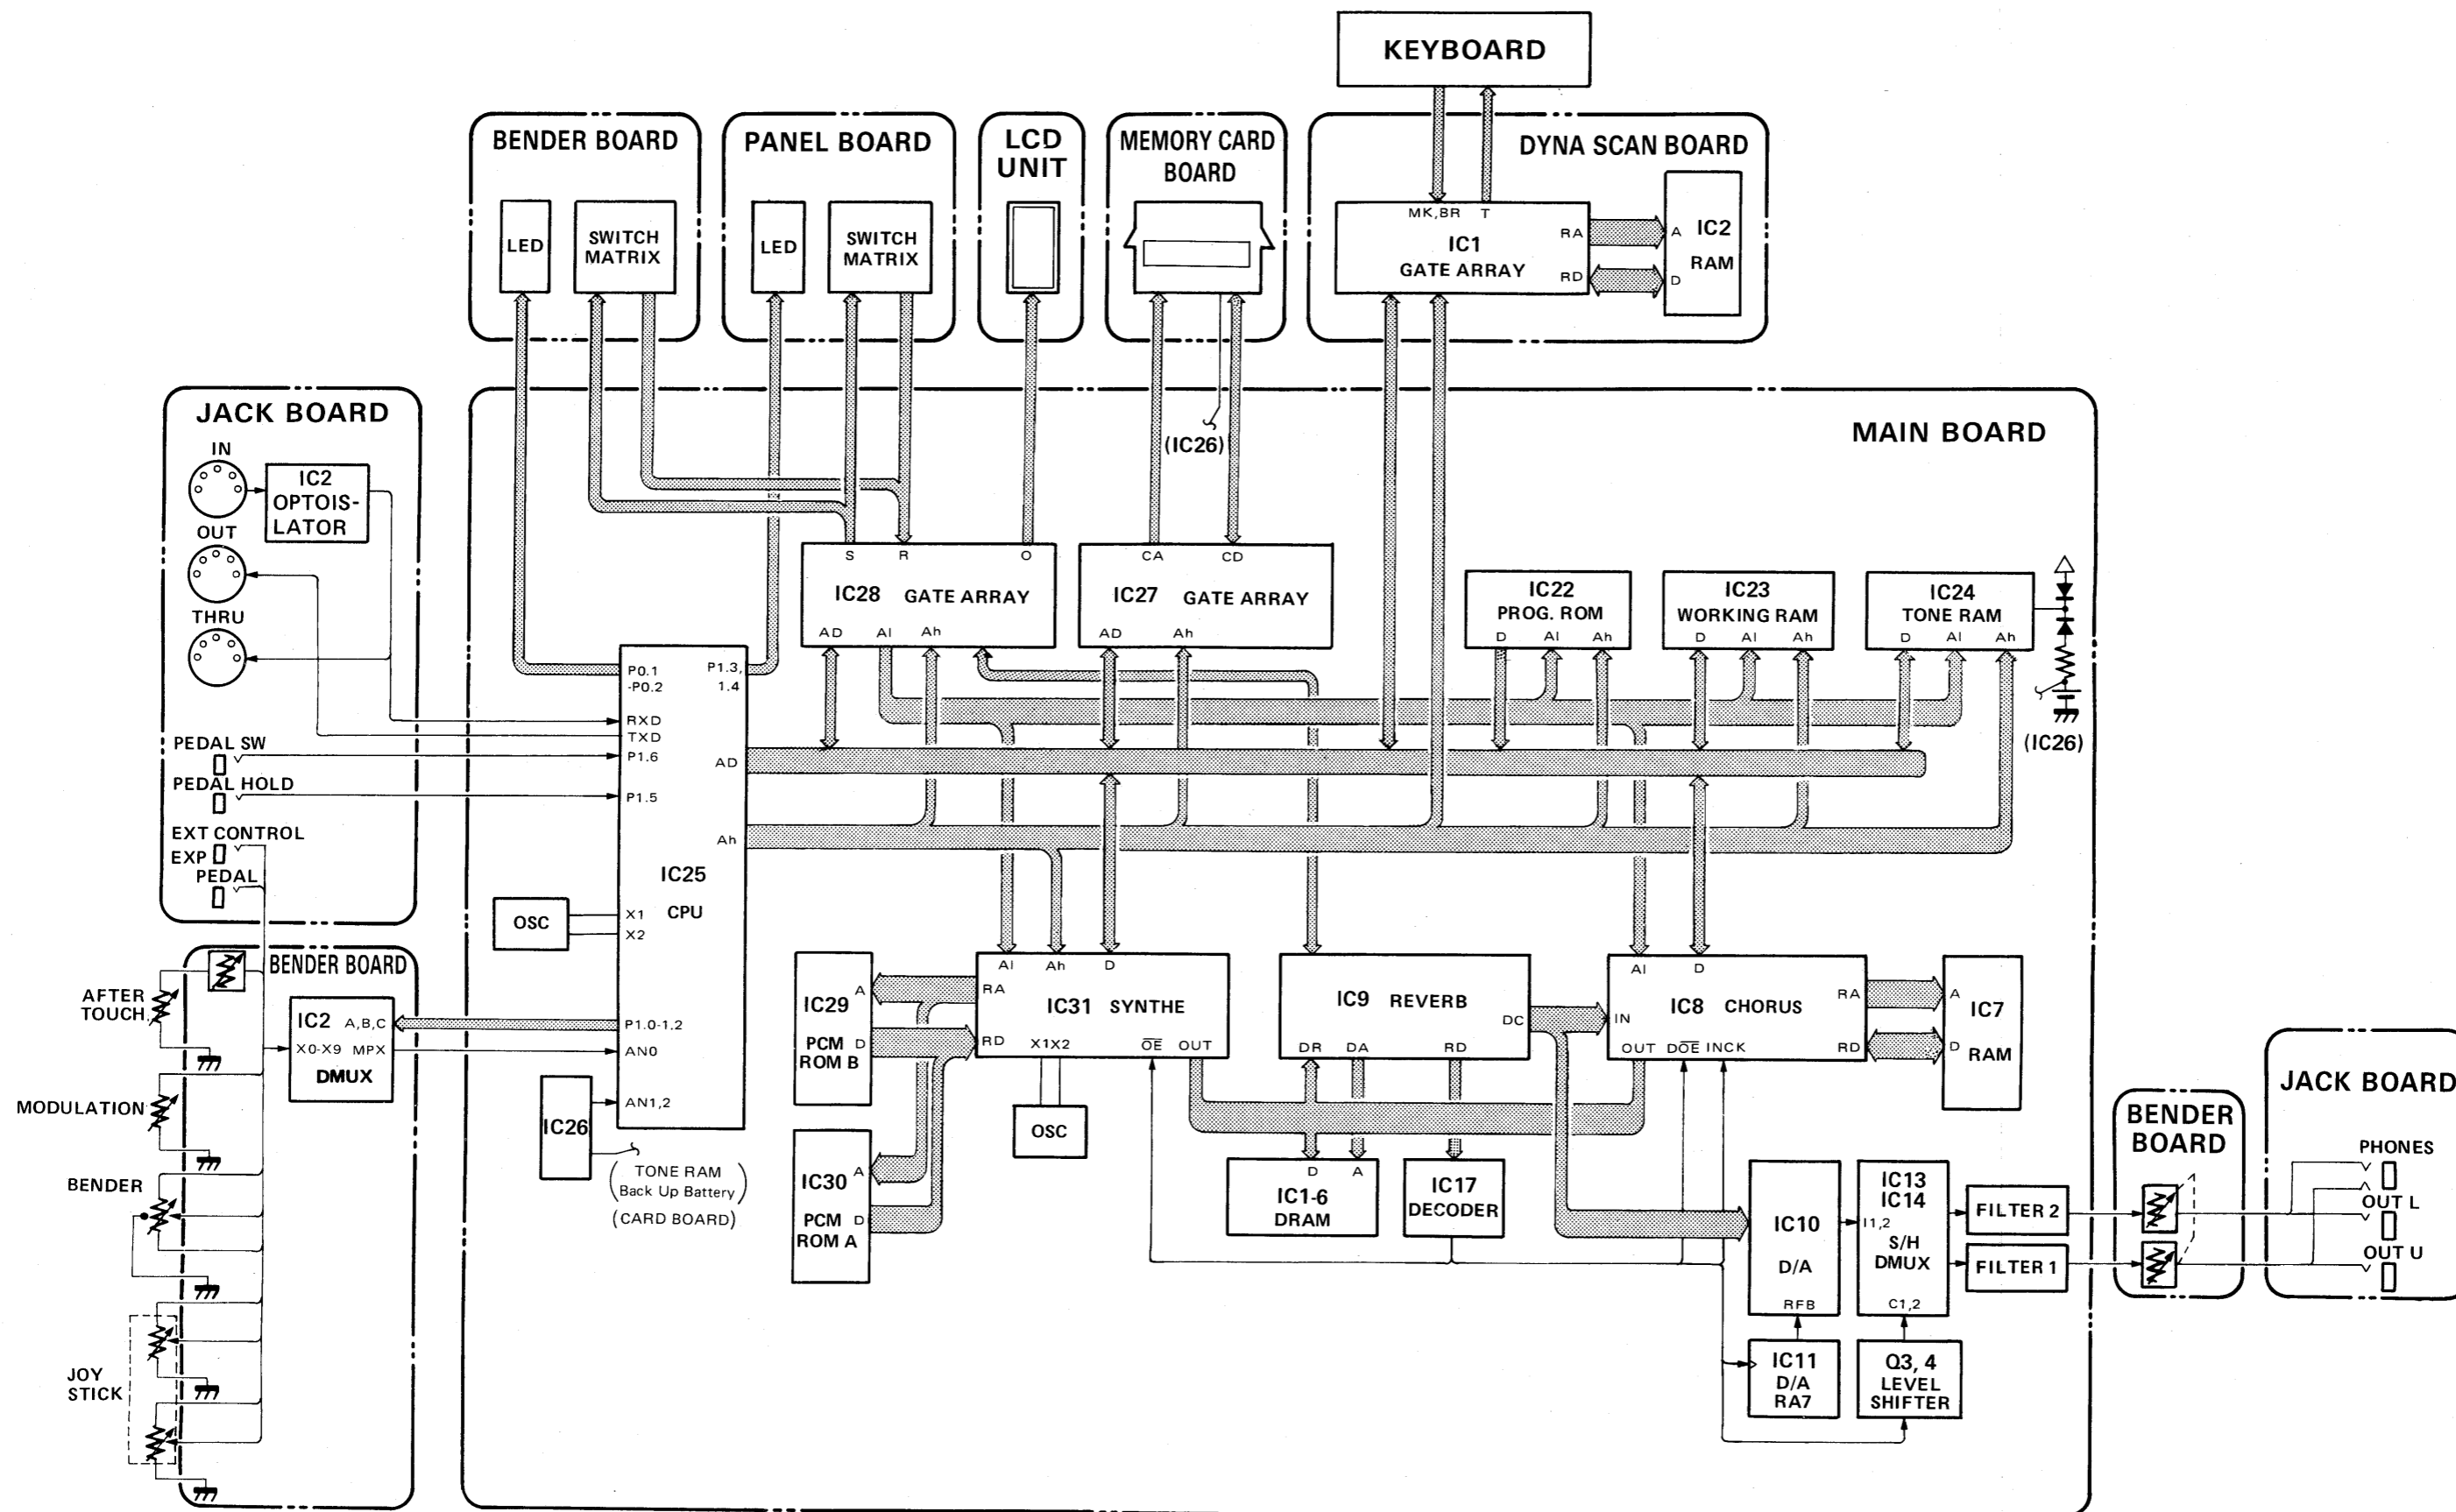 KEYBOARD
BENDER BOARD
LED
SWITCH
MATRIX
PANEL BOARD
LED
SWITCH
MATRIX
LCD
UNIT
MEMORY CARD
BOARD
(IC26)
DYNA SCAN BOARD
MK,BR T
IC1
GATE ARRAY
RA
RD
A
D
IC2
RAM
JACK BOARD
IN
IC2
OPTOIS-
LATOR
OUT
THRU
PEDAL SW
PEDAL HOLD
EXT CONTROL
EXP
PEDAL
MAIN BOARD
S R O
IC28 GATE ARRAY
AD Al Ah
CA CD
IC27 GATE ARRAY
AD Ah
IC22
PROG. ROM
D Al Ah
IC23
WORKING RAM
D Al Ah
IC24
TONE RAM
D Al Ah
(IC26)
P0.1
-P0.2
P1.3,
1.4
RXD
TXD
P1.6
AD
P1.5
Ah
IC25
CPU
X1
X2
OSC
P1.0-1.2
AN0
AN1,2
IC26
(TONE RAM
Back Up Battery)
(CARD BOARD)
BENDER BOARD
AFTER
TOUCH
IC2 A,B,C
X0-X9 MPX
DMUX
MODULATION
BENDER
JOY
STICK
IC29
PCM
ROM B
A
D
IC30
PCM
ROM A
A
D
Al Ah D
RA
IC31 SYNTHE
RD X1X2 OE OUT
OSC
IC9 REVERB
DC
DR DA RD
D A
IC1-6
DRAM
IC17
DECODER
Al D
IC8 CHORUS
RA
IN
OUT DOE INCK RD
A
IC7
D
RAM
IC10
D/A
RFB
IC13
IC14
I1,2
S/H
DMUX
C1,2
FILTER 2
FILTER 1
IC11
D/A
RA7
Q3, 4
LEVEL
SHIFTER
BENDER
BOARD
JACK BOARD
PHONES
OUT L
OUT U